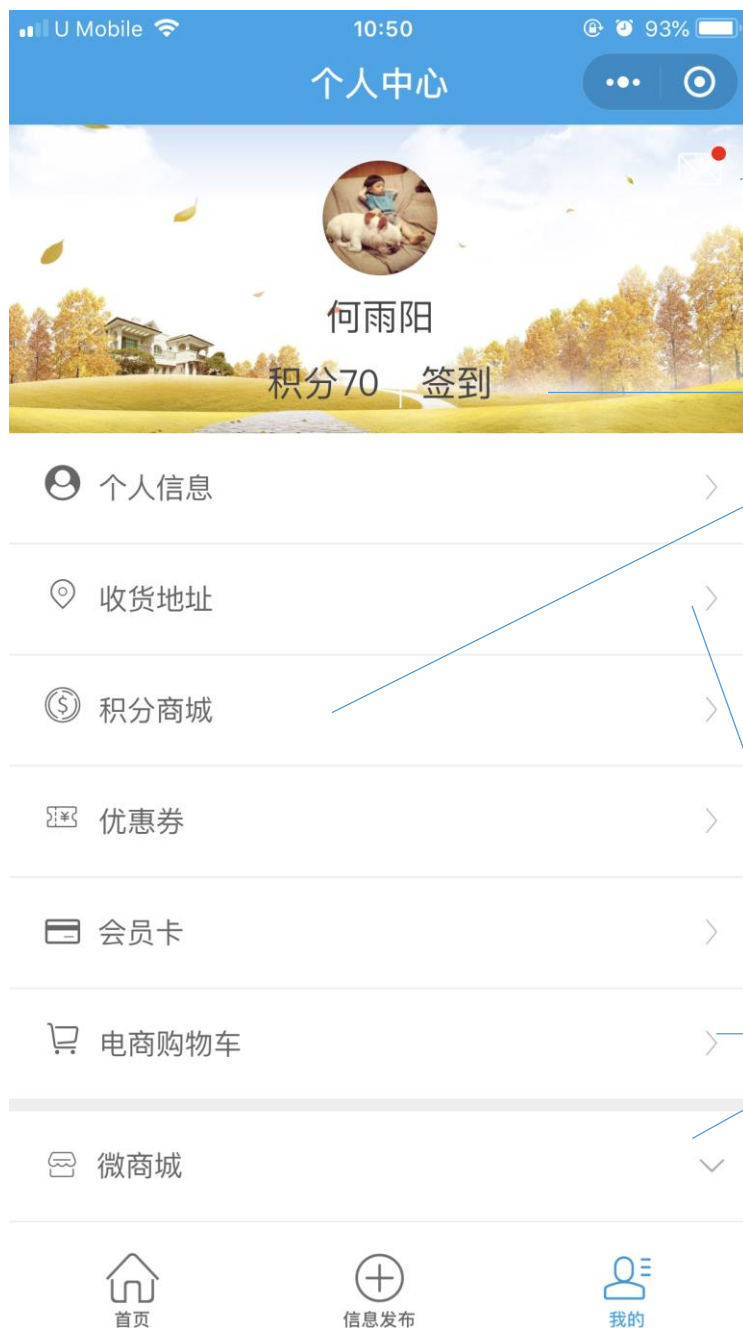 U Mobile 10:50 93%
个人中心
何雨阳
积分70 签到
个人信息
收货地址
积分商城
优惠券
会员卡
电商购物车
微商城
首页 信息发布 我的